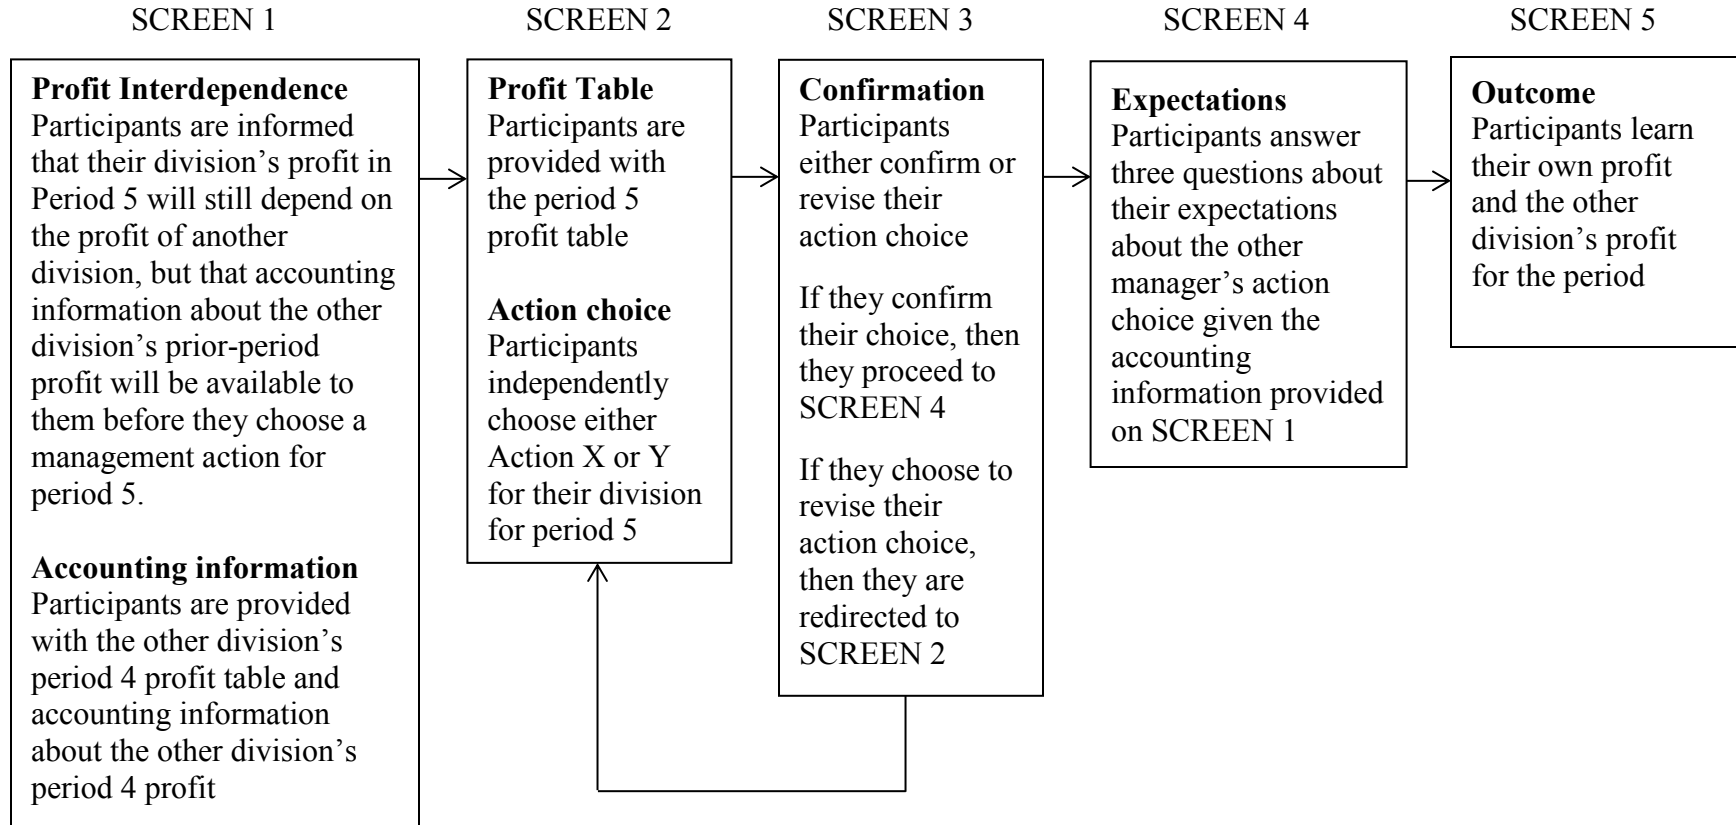 SCREEN 1
Profit Interdependence
Participants are informed
that their division’s profit in
Period 5 will still depend on
the profit of another
division, but that accounting
information about the other
division’s prior-period
profit will be available to
them before they choose a
management action for
period 5.
Accounting information
Participants are provided
with the other division’s
period 4 profit table and
accounting information
about the other division’s
period 4 profit
SCREEN 2
Profit Table
Participants are
provided with
the period 5
profit table
Action choice
Participants
independently
choose either
Action X or Y
for their division
for period 5
SCREEN 3
Confirmation
Participants
either confirm or
revise their
action choice
If they confirm
their choice, then
they proceed to
SCREEN 4
If they choose to
revise their
action choice,
then they are
redirected to
SCREEN 2
SCREEN 4
Expectations
Participants answer
three questions about
their expectations
about the other
manager’s action
choice given the
accounting
information provided
on SCREEN 1
SCREEN 5
Outcome
Participants learn
their own profit
and the other
division’s profit
for the period